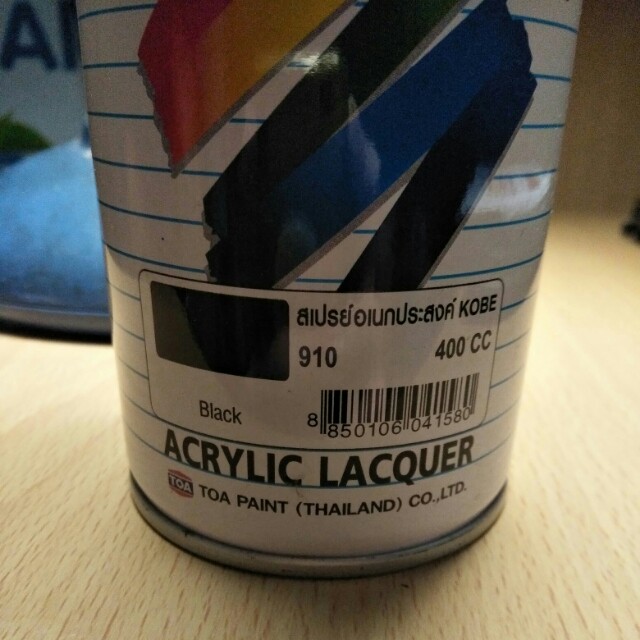 สเปรย์อเนกประสงค์ KOBE
910 400 CC
Black
8 850106 041580
ACRYLIC LACQUER
TOA TOA PAINT (THAILAND) CO.,LTD.